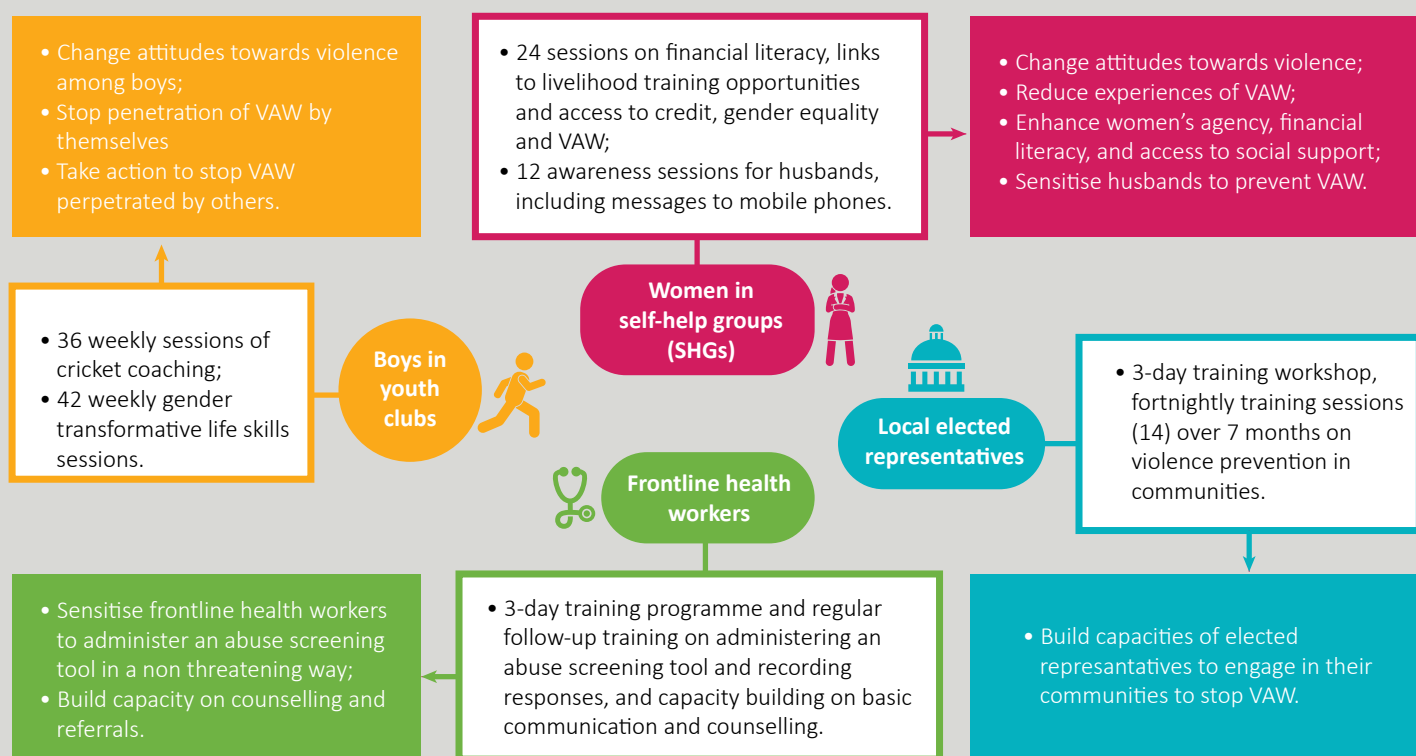 • Change attitudes towards violence
among boys;
• Stop penetration of VAW by
themselves
• Take action to stop VAW
perpetrated by others.
• 36 weekly sessions of
cricket coaching;
• 42 weekly gender
transformative life skills
sessions.
Boys in
youth
clubs
• 24 sessions on financial literacy, links
to livelihood training opportunities
and access to credit, gender equality
and VAW;
• 12 awareness sessions for husbands,
including messages to mobile phones.
Women in
self-help groups
(SHGs)
• Change attitudes towards violence;
• Reduce experiences of VAW;
• Enhance women’s agency, financial
literacy, and access to social support;
• Sensitise husbands to prevent VAW.
Local elected
representatives
• 3-day training workshop,
fortnightly training sessions
(14) over 7 months on
violence prevention in
communities.
• Build capacities of elected
represantatives to engage in their
communities to stop VAW.
Frontline health
workers
• 3-day training programme and regular
follow-up training on administering an
abuse screening tool and recording
responses, and capacity building on basic
communication and counselling.
• Sensitise frontline health workers
to administer an abuse screening
tool in a non threatening way;
• Build capacity on counselling and
referrals.